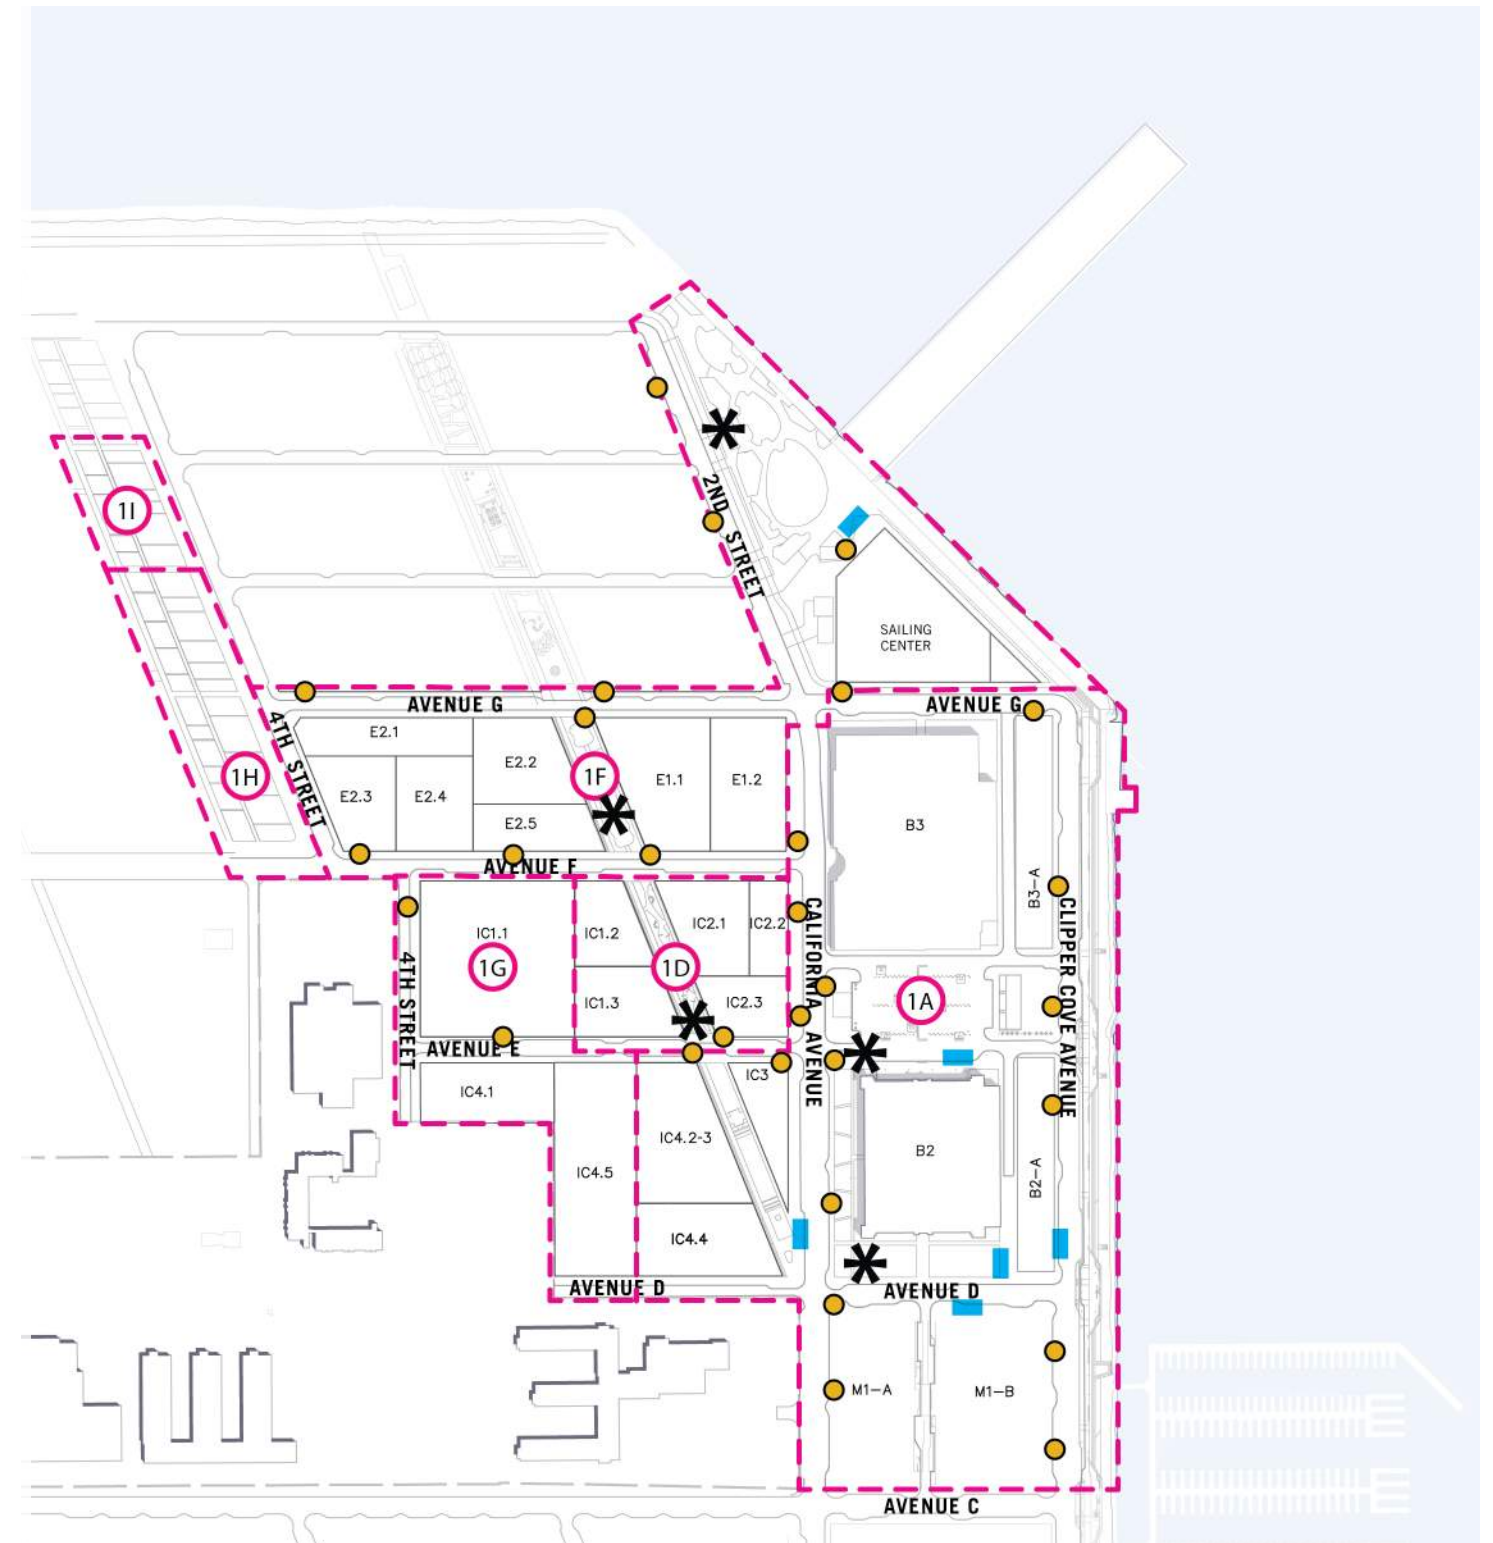 2ND STREET
1I
SAILING
CENTER
AVENUE G
AVENUE G
4TH STREET
E2.1
E2.2
1F
E1.1
E1.2
1H
E2.3
E2.4
E2.5
B3
AVENUE F
B3-A
CALIFORNIA AVENUE
CLIPPER COVE AVENUE
IC1.1
IC1.2
IC2.1
IC2.2
1G
1D
4TH STREET
IC1.3
IC2.3
1A
AVENUE E
IC3
IC4.1
IC4.2-3
B2
IC4.5
B2-A
IC4.4
AVENUE D
AVENUE D
M1-A
M1-B
AVENUE C